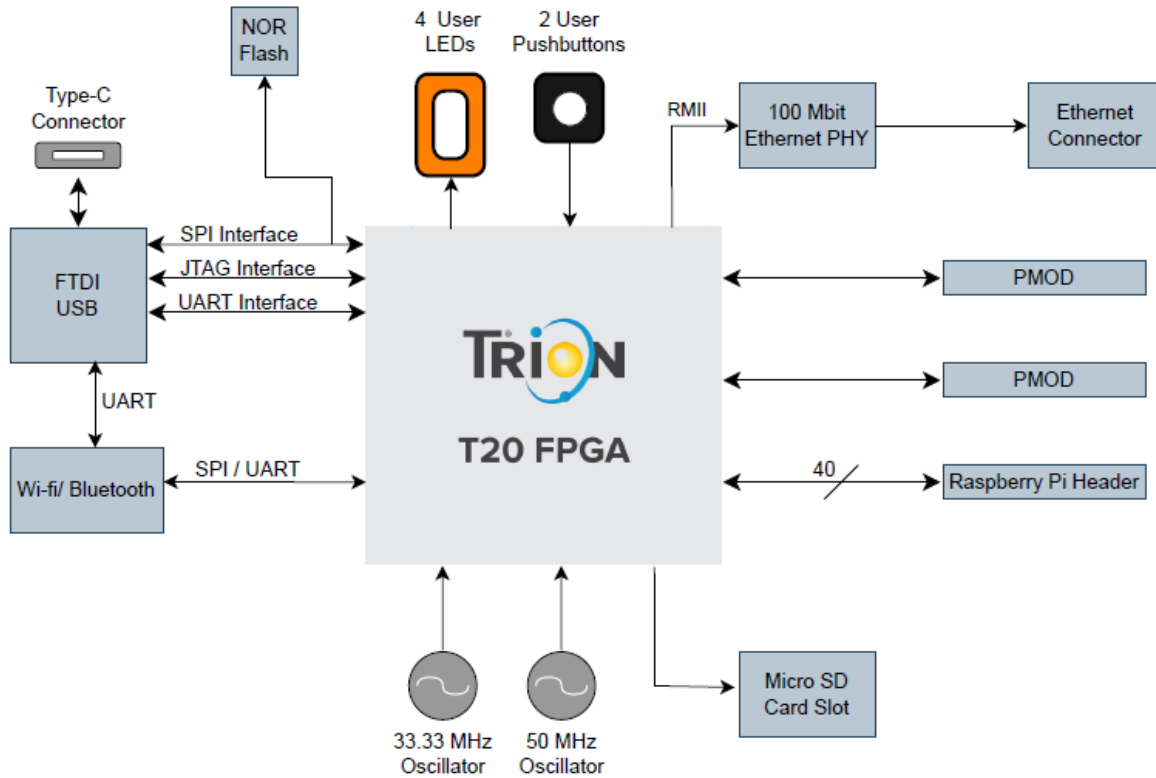 NOR
Flash
4 User
LEDs
2 User
Pushbuttons
Type-C
Connector
RMII
100 Mbit
Ethernet PHY
Ethernet
Connector
FTDI
USB
SPI Interface
JTAG Interface
UART Interface
PMOD
TRiON®
T20 FPGA
PMOD
UART
Wi-fi/ Bluetooth
SPI / UART
40
Raspberry Pi Header
33.33 MHz
Oscillator
50 MHz
Oscillator
Micro SD
Card Slot